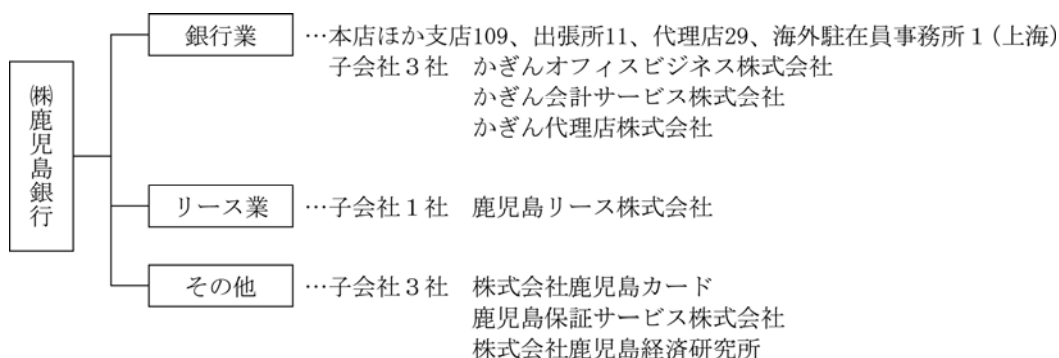 ㈱鹿児島銀行
銀行業
…本店ほか支店109、出張所11、代理店29、海外駐在員事務所1(上海)
子会社3社 かぎんオフィスビジネス株式会社
かぎん会計サービス株式会社
かぎん代理店株式会社
リース業
…子会社1社 鹿児島リース株式会社
その他
…子会社3社 株式会社鹿児島カード
鹿児島保証サービス株式会社
株式会社鹿児島経済研究所